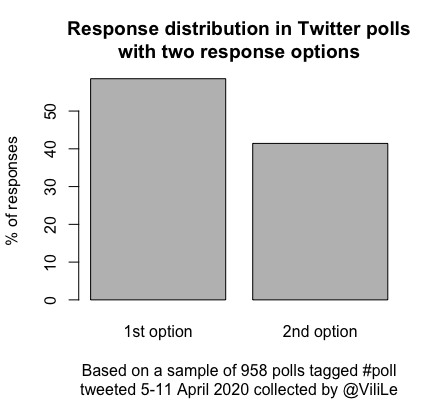 Response distribution in Twitter polls
with two response options
% of responses
50
40
30
20
10
0
1st option
2nd option
Based on a sample of 958 polls tagged #poll
tweeted 5-11 April 2020 collected by @ViliLe